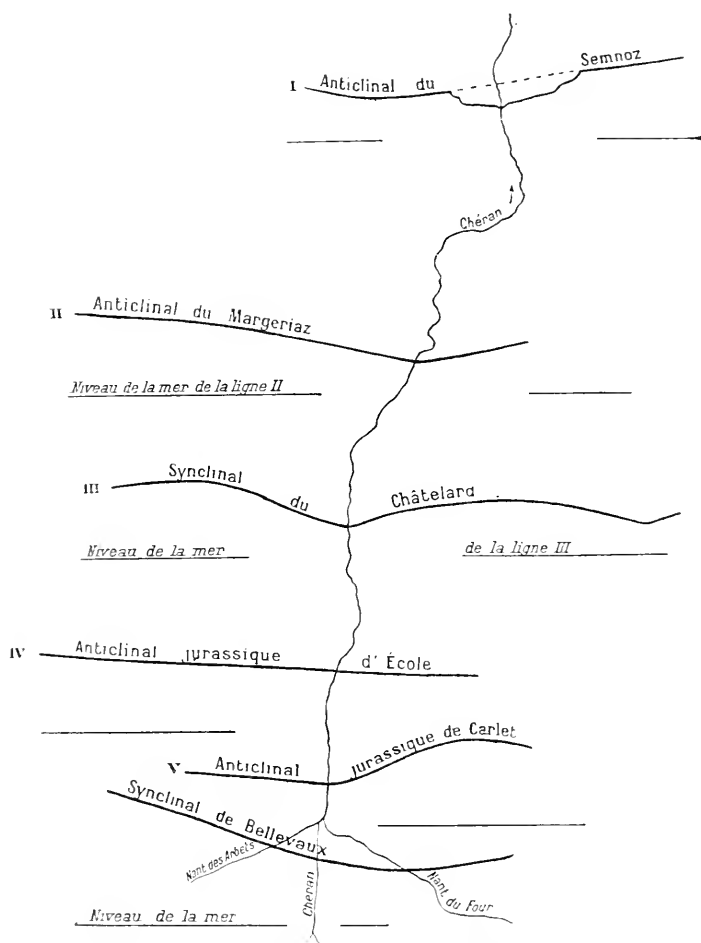 I Anticlinal du Semnoz
Chéran
II Anticlinal du Margeriaz
Niveau de la mer de la ligne II
III Synclinal du Châtelard
Niveau de la mer de la ligne III
IV Anticlinal jurassique d'École
V Anticlinal jurassique de Carlet
Synclinal de Bellevaux
Nant des Arbets
Chéran
Nant du Four
Niveau de la mer